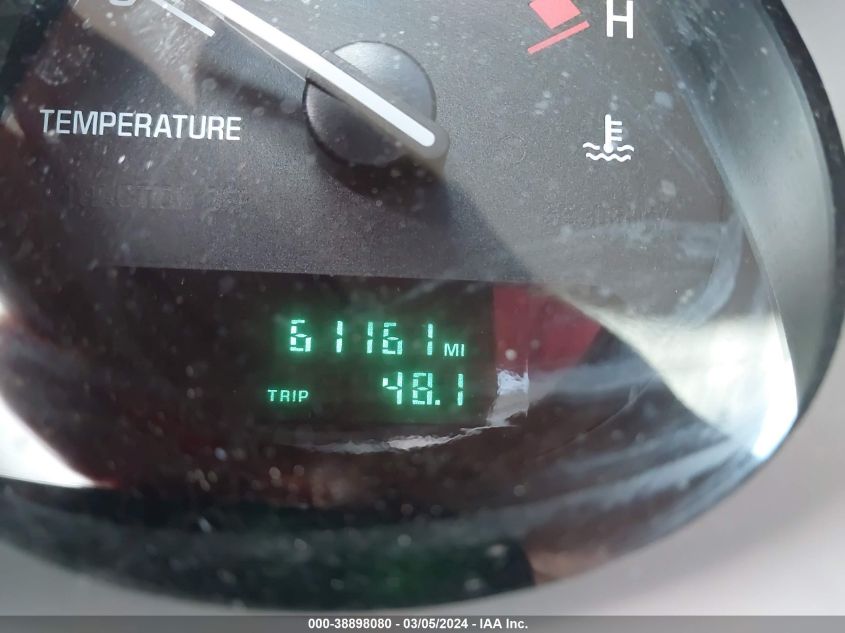 H
TEMPERATURE
61161 MI
TRIP 48.1
000-38898080 - 03/05/2024 - IAA Inc.